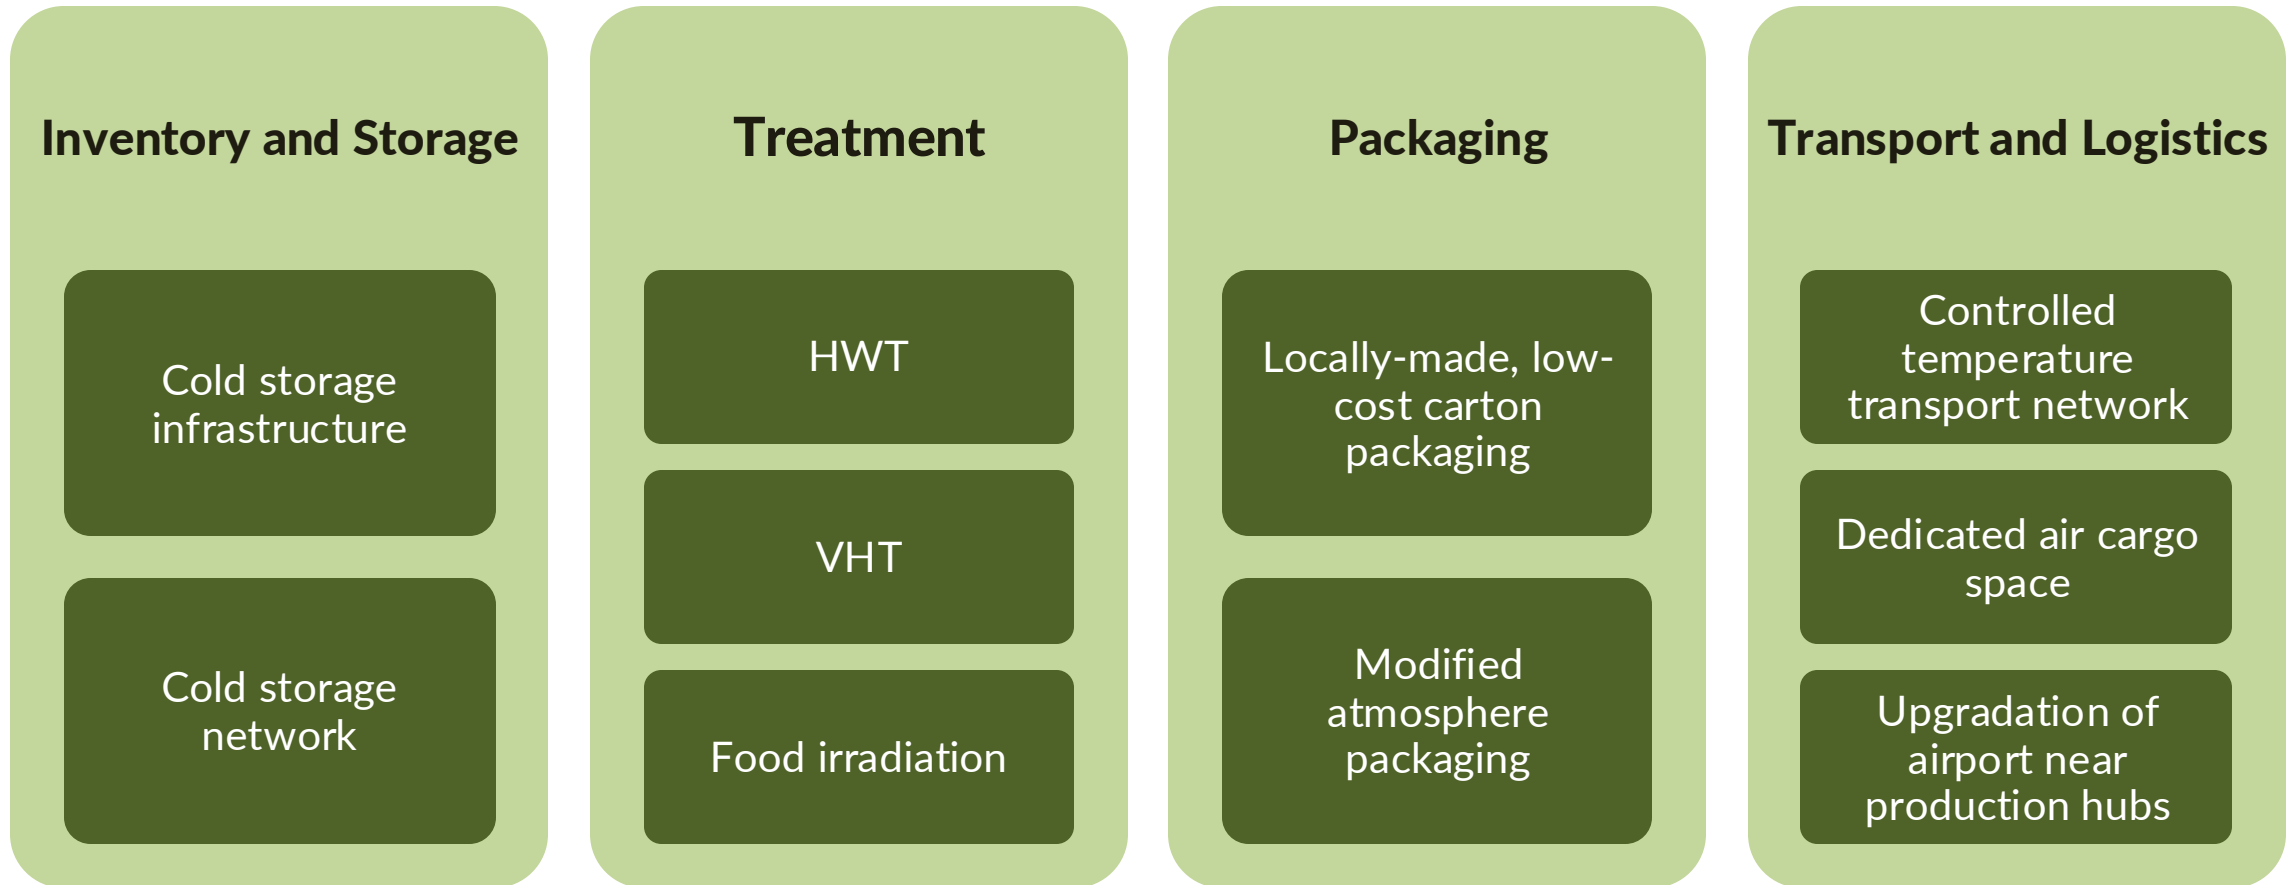 Inventory and Storage
Cold storage
infrastructure
Cold storage
network
Treatment
HWT
VHT
Food irradiation
Packaging
Locally-made, low-
cost carton
packaging
Modified
atmosphere
packaging
Transport and Logistics
Controlled
temperature
transport network
Dedicated air cargo
space
Upgradation of
airport near
production hubs